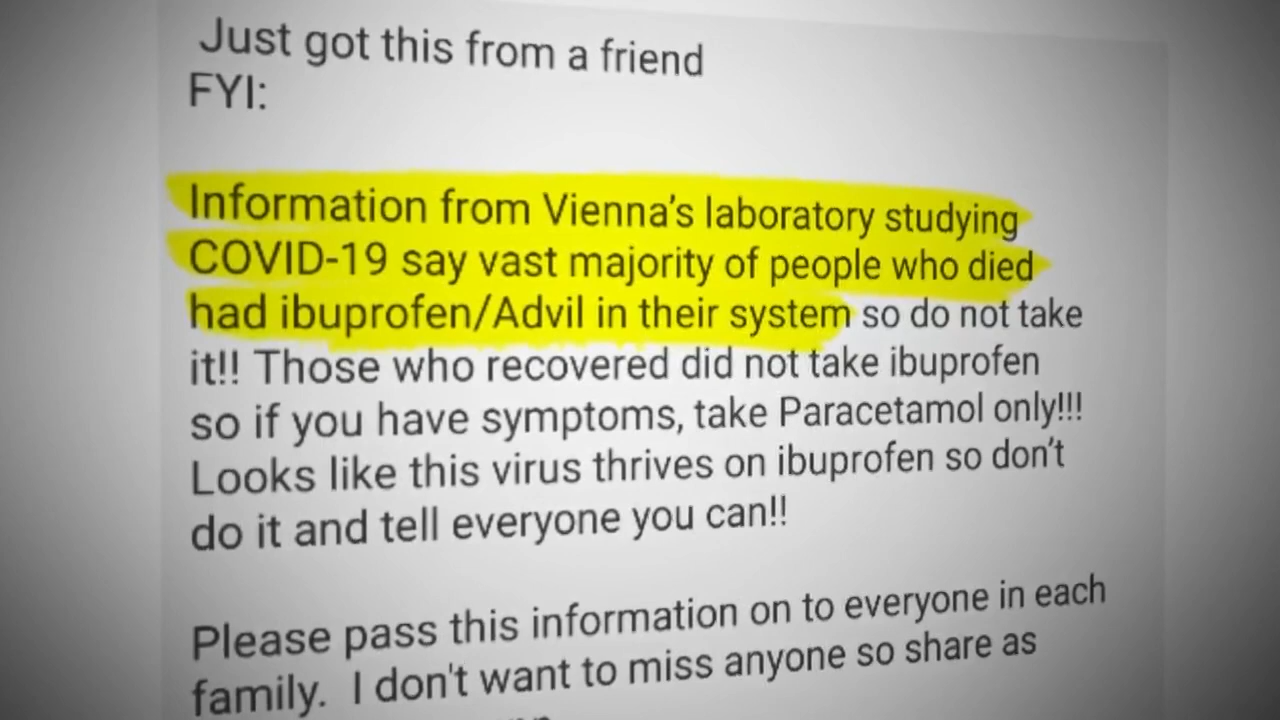 Just got this from a friend
FYI:
Information from Vienna's laboratory studying
COVID-19 say vast majority of people who died
had ibuprofen/Advil in their system so do not take
it!! Those who recovered did not take ibuprofen
so if you have symptoms, take Paracetamol only!!!
Looks like this virus thrives on ibuprofen so don't
do it and tell everyone you can!!
Please pass this information on to everyone in each
family. I don't want to miss anyone so share as